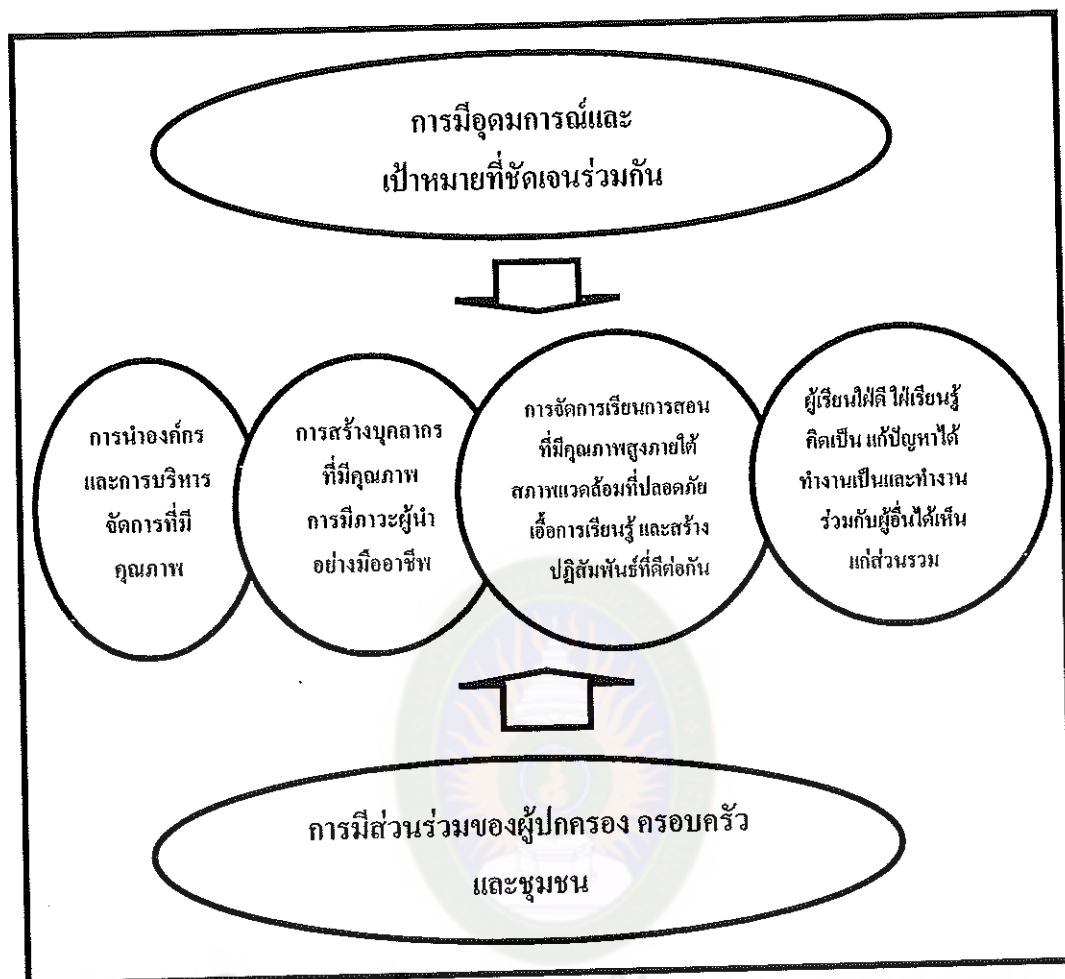 การมีอุดมการณ์และ
เป้าหมายที่ชัดเจนร่วมกัน
การนำองค์กร
และการบริหาร
จัดการที่มี
คุณภาพ
การสร้างบุคลากร
ที่มีคุณภาพ
การมีภาวะผู้นำ
อย่างมืออาชีพ
การจัดการเรียนการสอน
ที่มีคุณภาพสูงภายใต้
สภาพแวดล้อมที่ปลอดภัย
เอื้อการเรียนรู้ และสร้าง
ปฏิสัมพันธ์ที่ดีต่อกัน
ผู้เรียนใฝ่ดี ใฝ่เรียนรู้
คิดเป็น แก้ปัญหาได้
ทำงานเป็นและทำงาน
ร่วมกับผู้อื่นได้เห็น
แก่ส่วนรวม
การมีส่วนร่วมของผู้ปกครอง ครอบครัว
และชุมชน